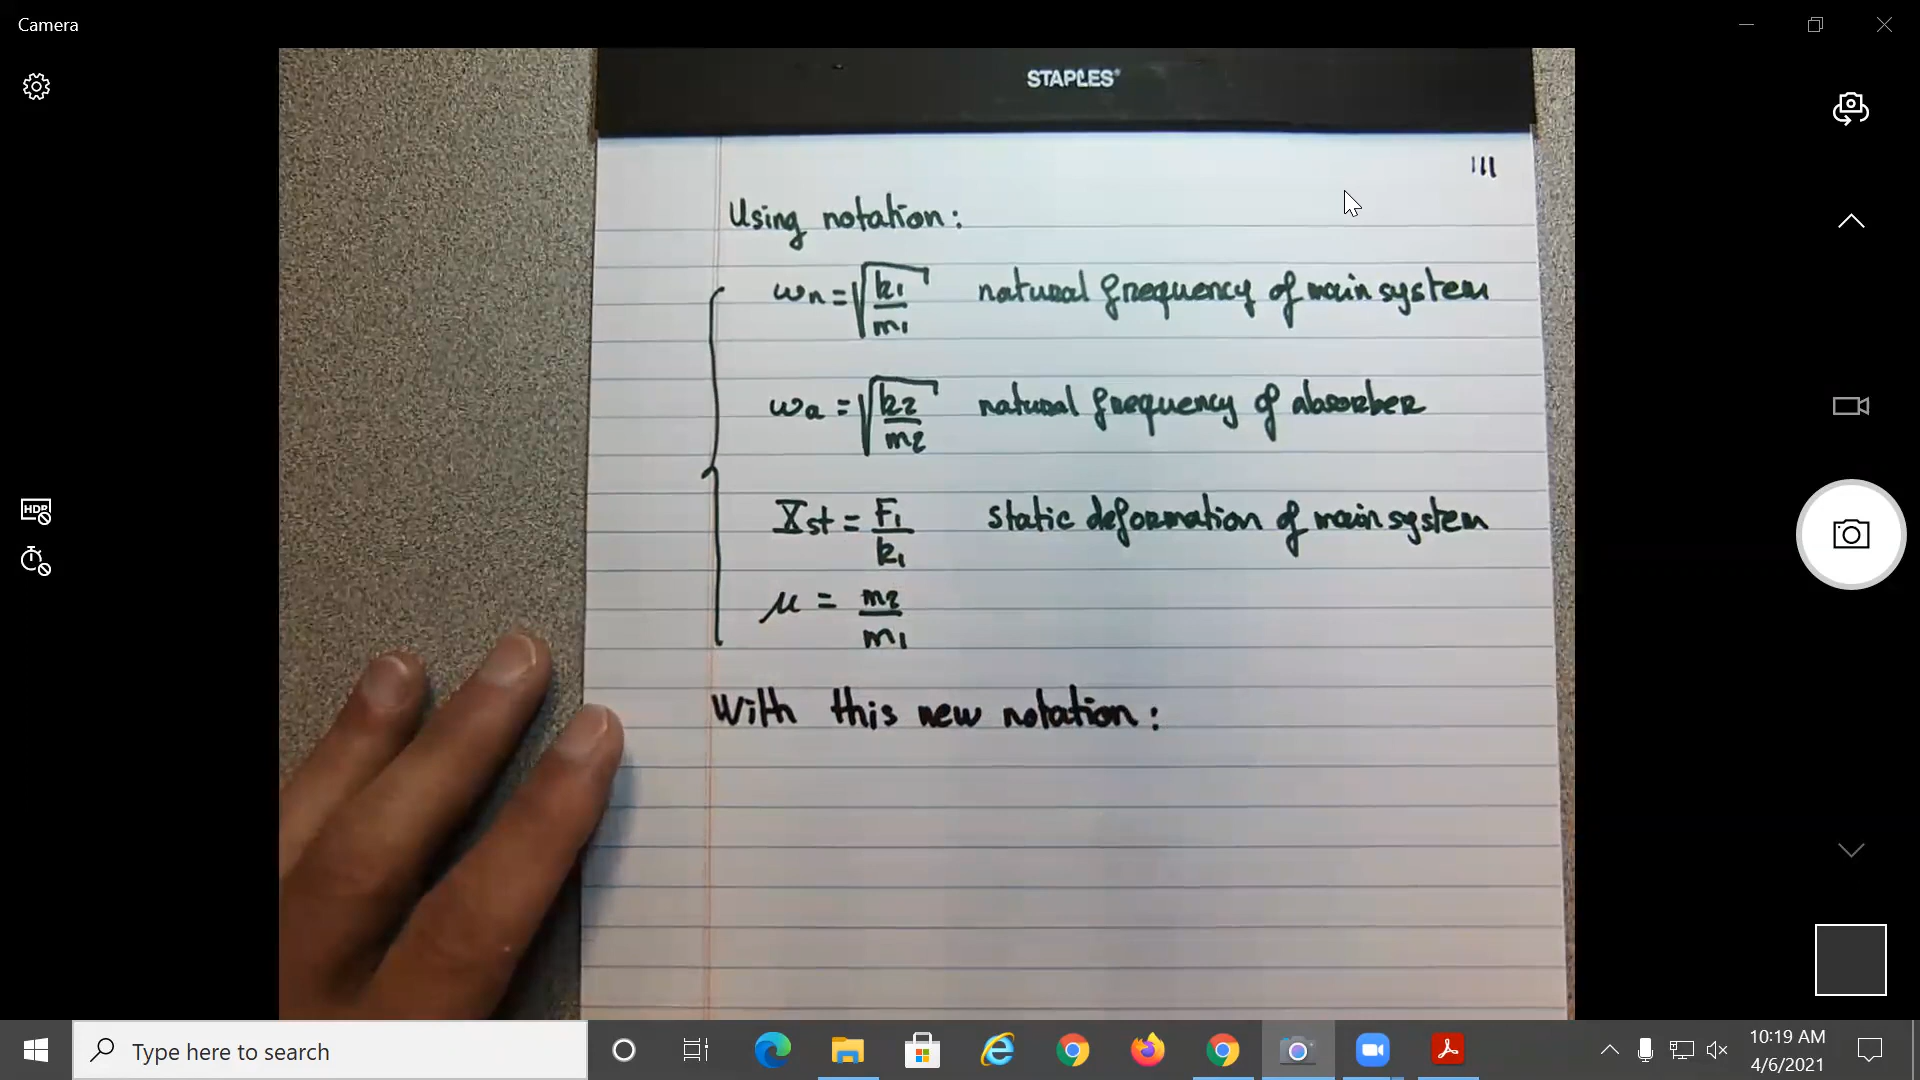 Camera
STAPLES
111
Using notation:
ωn = √(k1/m1) natural frequency of main system
ωa = √(k2/m2) natural frequency of absorber
Xst = F1/k1 static deformation of main system
μ = m2/m1
With this new notation:
HDR
Type here to search
10:19 AM
4/6/2021